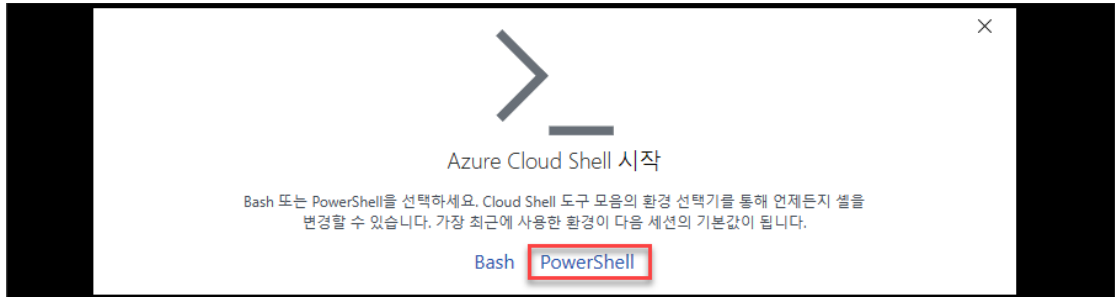 Azure Cloud Shell 시작
Bash 또는 PowerShell을 선택하세요. Cloud Shell 도구 모음의 환경 선택기를 통해 언제든지 셸을
변경할 수 있습니다. 가장 최근에 사용한 환경이 다음 세션의 기본값이 됩니다.
Bash PowerShell